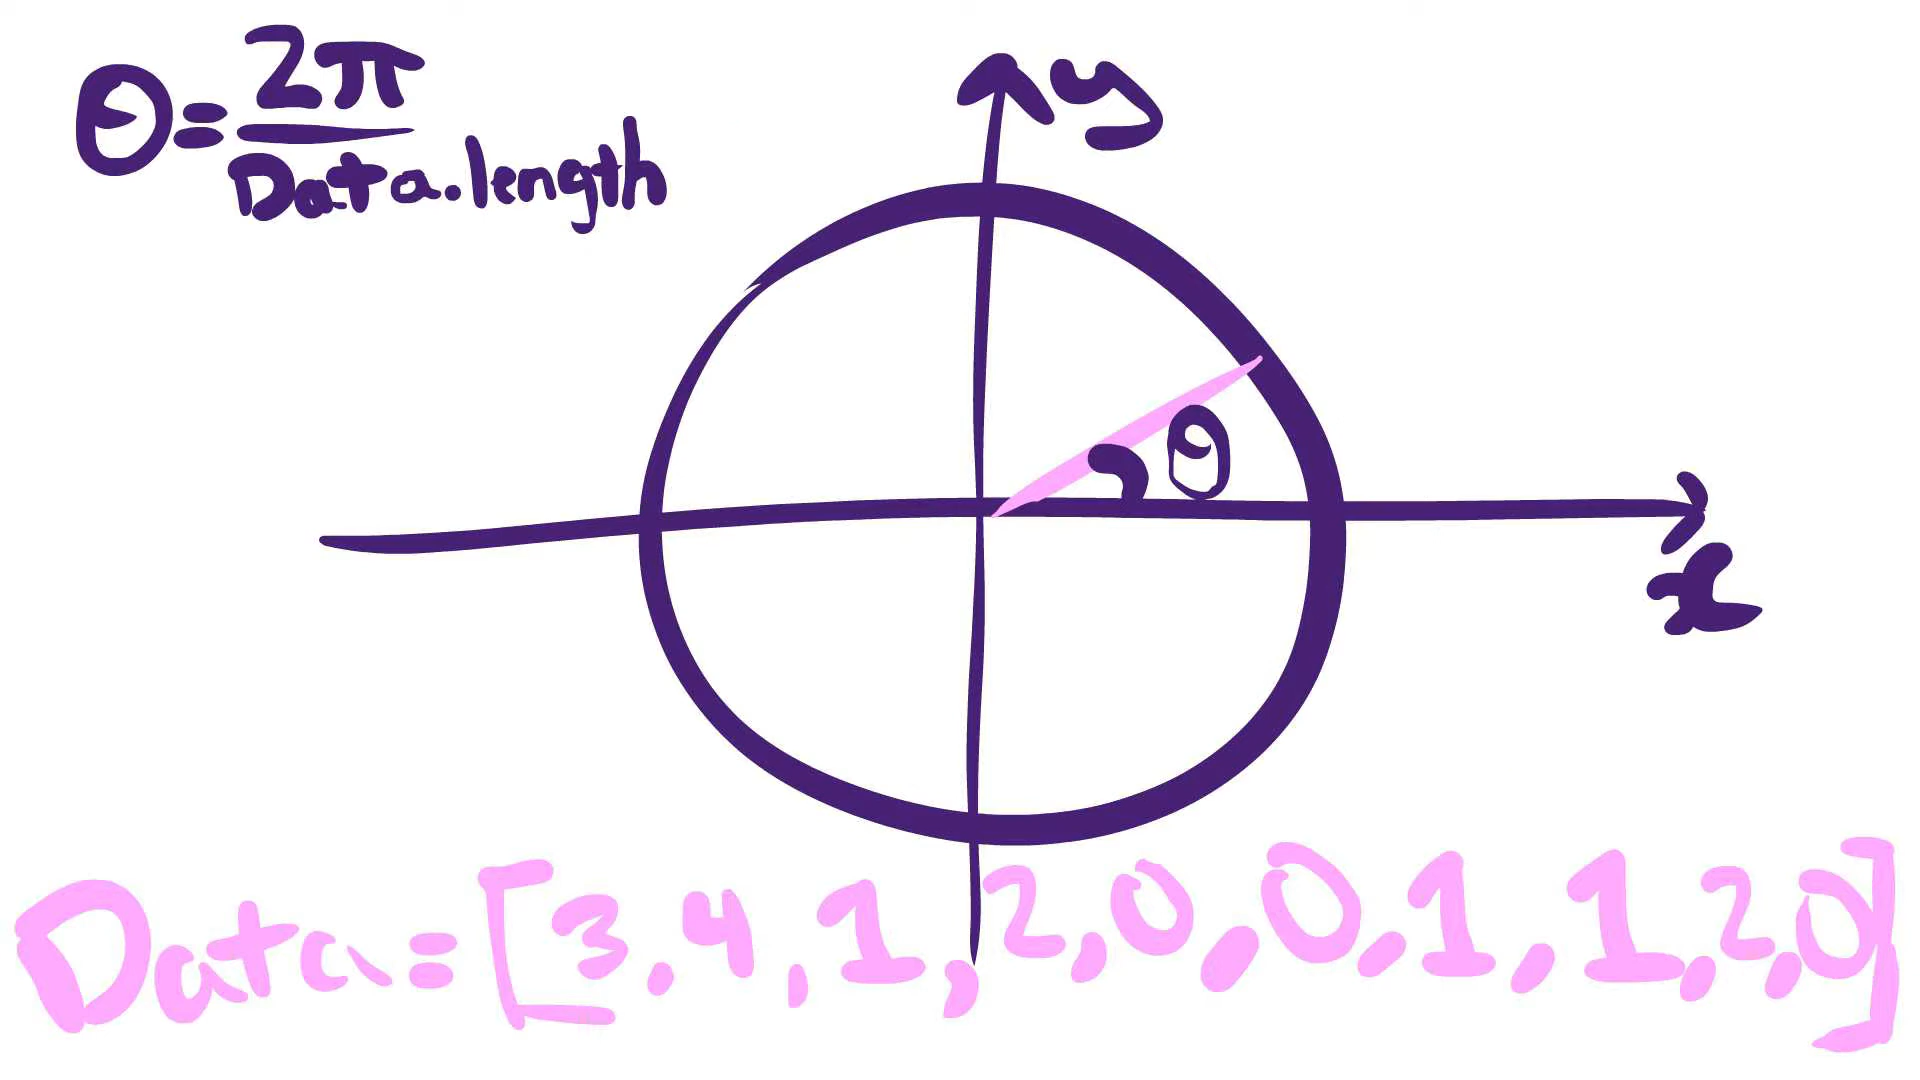 θ=2π/Data.length
y
θ
x
Data=[3,4,1,2,0,0,1,1,2,0]